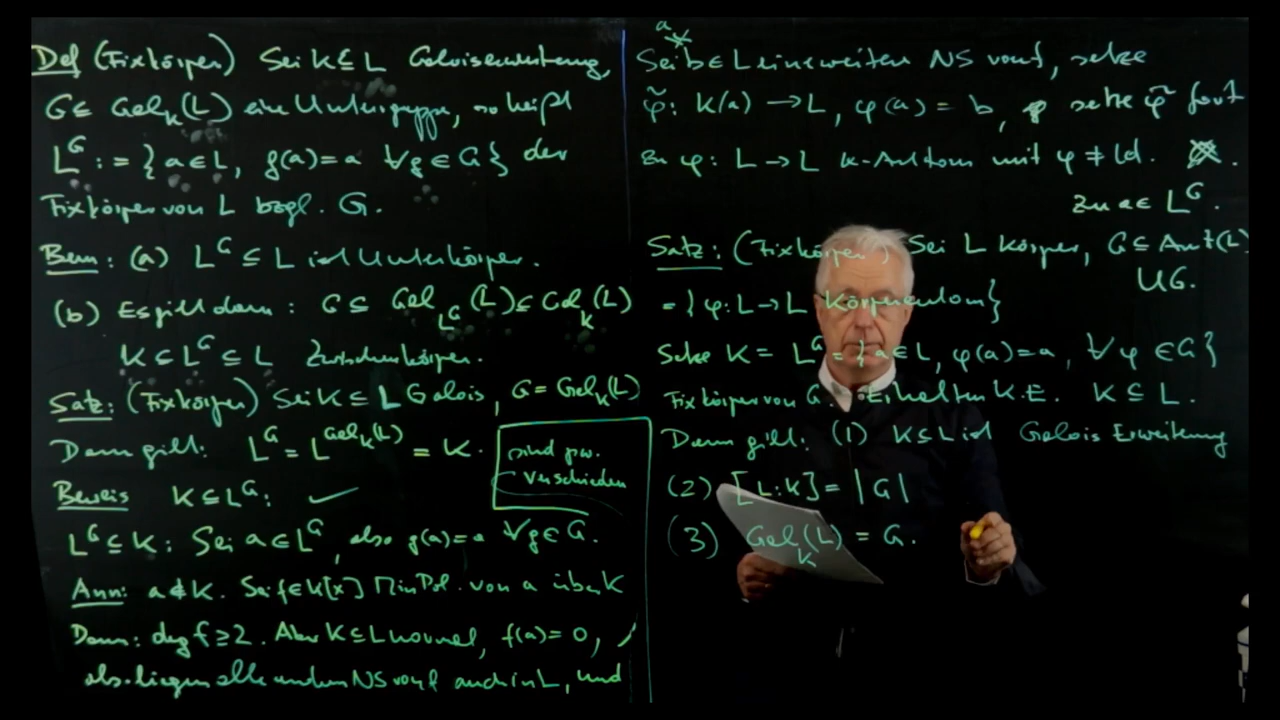 Def (Fixkörper) Sei K ⊆ L Galoiserweiterung,
G ⊆ Gal_K(L) eine Untergruppe, so heißt
L^G := { a ∈ L, g(a) = a ∀ g ∈ G } der
Fixkörper von L bzgl. G.
Bem: (a) L^G ⊆ L ist Unterkörper.
(b) Es gilt dann: G ⊆ Gal_{L^G}(L) ⊆ Gal_K(L)
K ⊆ L^G ⊆ L Zwischenkörper.
Satz: (Fixkörper) Sei K ⊆ L Galois, G = Gal_K(L)
Dann gilt: L^G = L^{Gal_K(L)} = K.
Beweis K ⊆ L^G: ✓
L^G ⊆ K: Sei a ∈ L^G, also g(a) = a ∀ g ∈ G.
Ann: a ∉ K. Sei f ∈ K[x] MinPol. von a über K
Dann: deg f ≥ 2. Aber K ⊆ L normal, f(a) = 0,
also liegen alle anderen NS von f auch in L, und
sind pw.
verschieden
a
Sei b ∈ L eine weitere NS von f, setze
φ̃: K(a) → L, φ(a) = b, setze φ̃ fort
zu φ: L → L K-Autom mit φ ≠ Id.
zu a ∈ L^G.
Satz: (Fixkörper) Sei L Körper, G ⊆ Aut(L)
UG.
= { φ: L → L Körperautom }
Setze K = L^G = { a ∈ L, φ(a) = a, ∀ φ ∈ G }
Fixkörper von G. Erhalten K.E. K ⊆ L.
Dann gilt: (1) K ⊆ L ist Galois Erweiterung
(2) [L:K] = |G|
(3) Gal_K(L) = G.